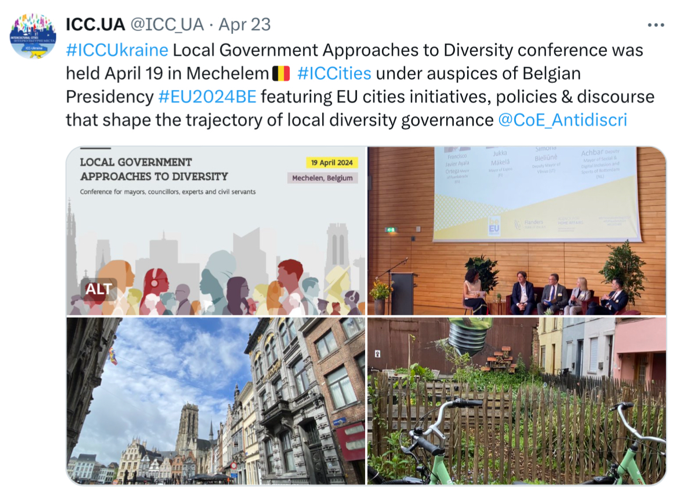 ICC.UA @ICC_UA · Apr 23
#ICCUkraine Local Government Approaches to Diversity conference was
held April 19 in Mechelem🇧🇪 #ICCities under auspices of Belgian
Presidency #EU2024BE featuring EU cities initiatives, policies & discourse
that shape the trajectory of local diversity governance @CoE_Antidiscri
LOCAL GOVERNMENT
APPROACHES TO DIVERSITY
19 April 2024
Mechelen, Belgium
Conference for mayors, councillors, experts and civil servants
ALT
EU